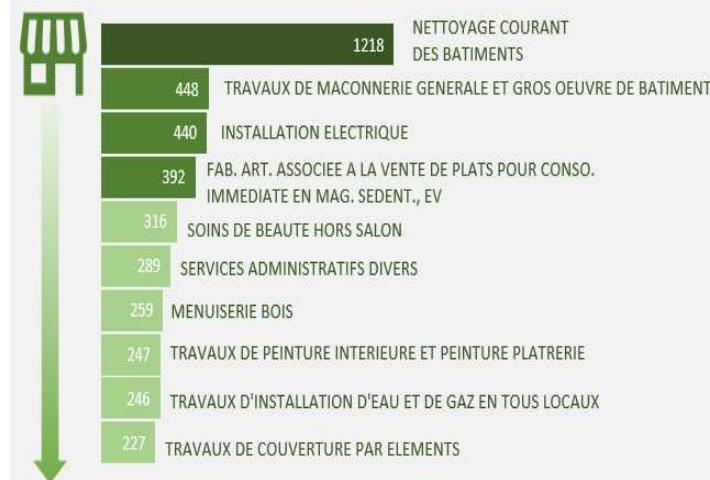 1218 NETTOYAGE COURANT
DES BATIMENTS
448 TRAVAUX DE MACONNERIE GENERALE ET GROS OEUVRE DE BATIMENT
440 INSTALLATION ELECTRIQUE
392 FAB. ART. ASSOCIEE A LA VENTE DE PLATS POUR CONSO.
IMMEDIATE EN MAG. SEDENT., EV
316 SOINS DE BEAUTE HORS SALON
289 SERVICES ADMINISTRATIFS DIVERS
259 MENUISERIE BOIS
247 TRAVAUX DE PEINTURE INTERIEURE ET PEINTURE PLATRERIE
246 TRAVAUX D'INSTALLATION D'EAU ET DE GAZ EN TOUS LOCAUX
227 TRAVAUX DE COUVERTURE PAR ELEMENTS